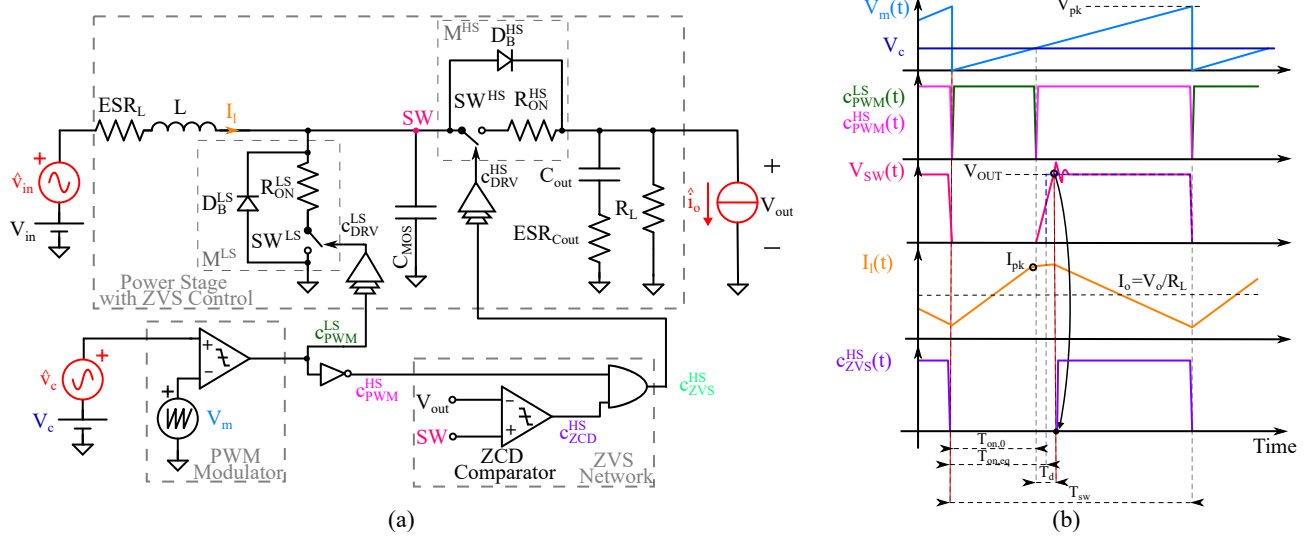 M^HS
D_B^HS
SW^HS
R_ON^HS
ESR_L
L
I_l
SW
+
v̂_in
V_in
D_B^LS
R_ON^LS
SW^LS
c_DRV^LS
M^LS
C_MOS
c_DRV^HS
C_out
ESR_Cout
R_L
î_o
+
V_out
−
Power Stage
with ZVS Control
c_PWM^LS
+
v̂_c
V_c
+
−
+
V_m
PWM
Modulator
c_PWM^HS
V_out
SW
−
+
c_ZCD^HS
ZCD
Comparator
c_ZVS^HS
ZVS
Network
(a)
V_m(t)
V_pk
V_c
c_PWM^LS(t)
c_PWM^HS(t)
V_SW(t)
V_OUT
I_l(t)
I_pk
I_o=V_o/R_L
c_ZVS^HS(t)
Time
T_on,0
T_on,eq
T_d
T_sw
(b)